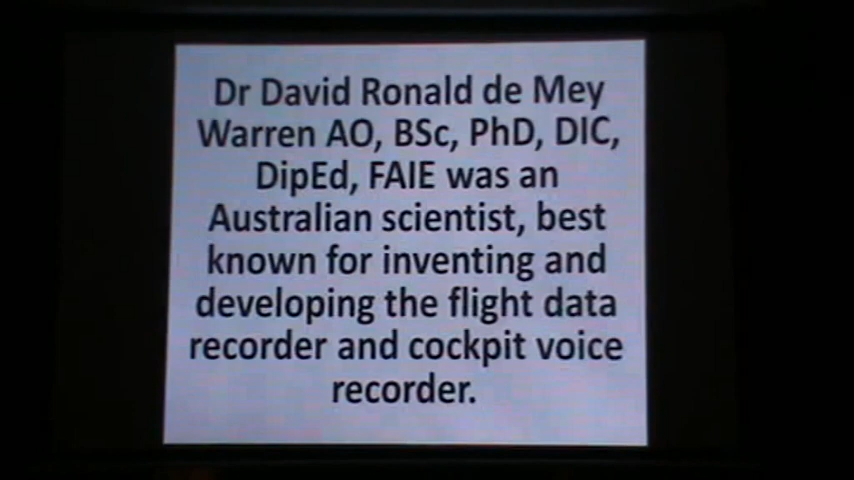 Dr David Ronald de Mey
Warren AO, BSc, PhD, DIC,
DipEd, FAIE was an
Australian scientist, best
known for inventing and
developing the flight data
recorder and cockpit voice
recorder.